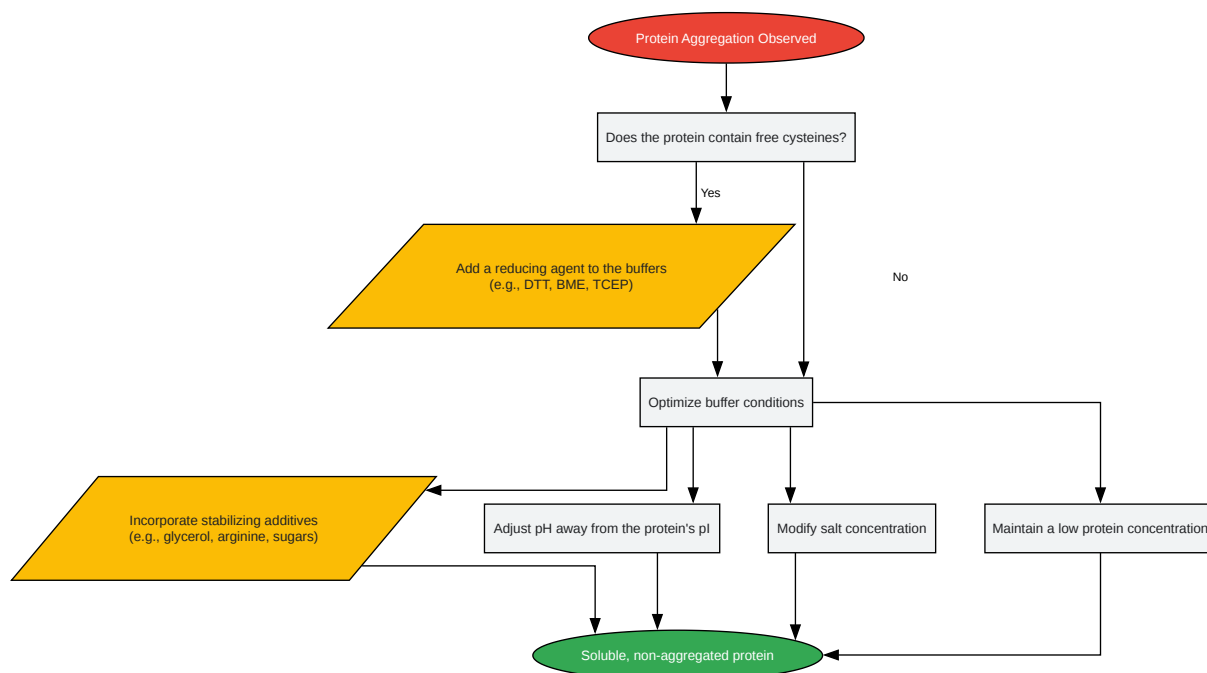 Protein Aggregation Observed
Does the protein contain free cysteines?
Yes
Add a reducing agent to the buffers
(e.g., DTT, BME, TCEP)
No
Optimize buffer conditions
Incorporate stabilizing additives
(e.g., glycerol, arginine, sugars)
Adjust pH away from the protein's pI
Modify salt concentration
Maintain a low protein concentration
Soluble, non-aggregated protein